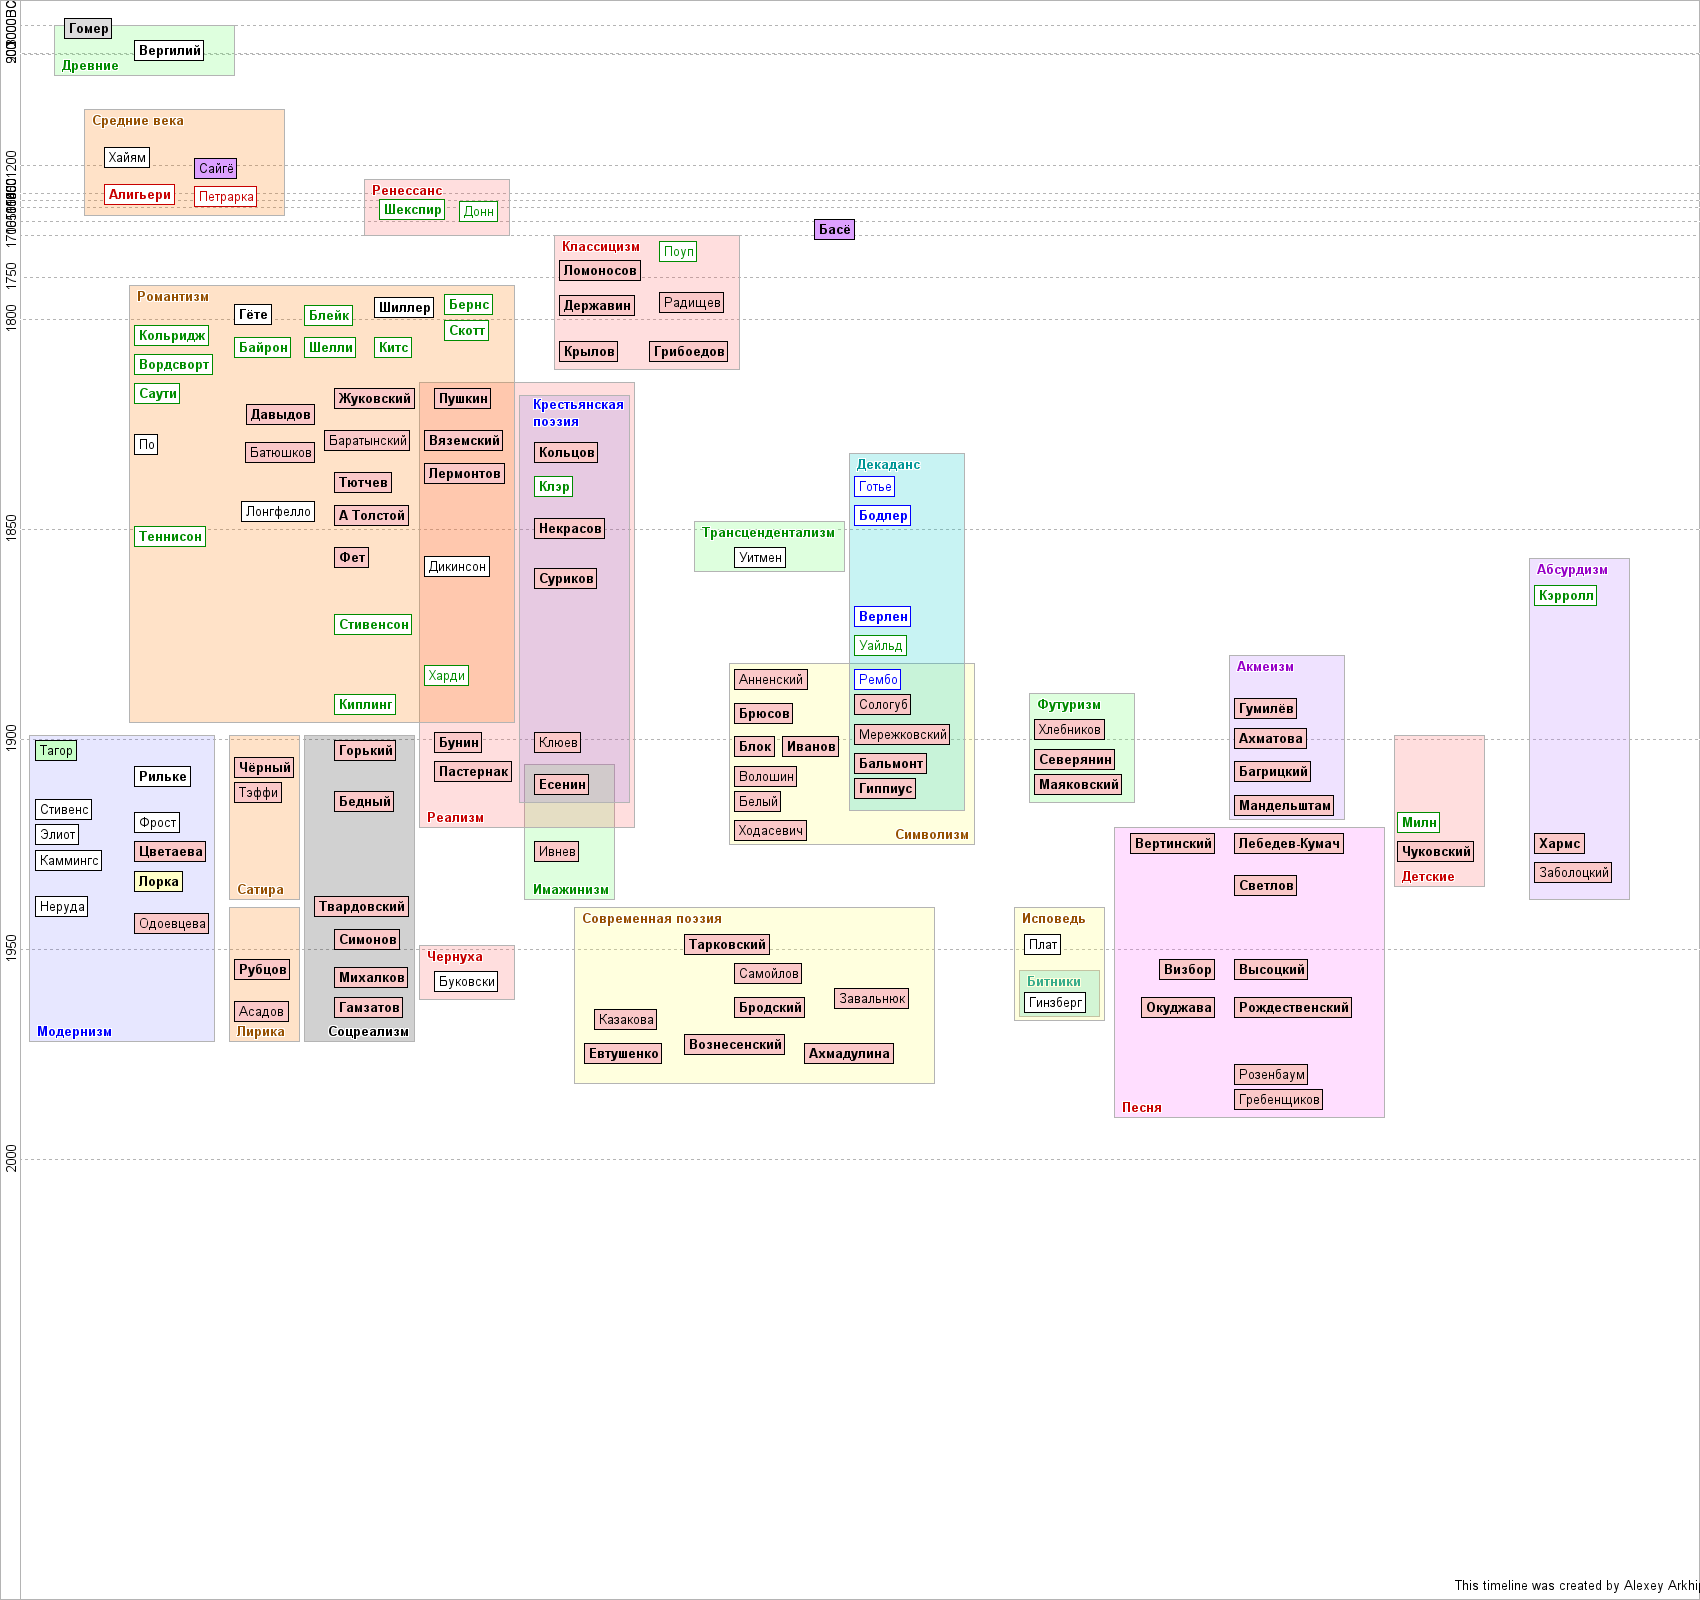 3000BC
900
200
Гомер
Вергилий
Древние
Средние века
Хайям
Сайгё
Алигьери
Петрарка
1200
Ренессанс
Шекспир
Донн
Басё
1700
Классицизм
Поуп
Ломоносов
Державин
Радищев
Крылов
Грибоедов
1750
1800
Романтизм
Гёте
Блейк
Шиллер
Бернс
Скотт
Кольридж
Байрон
Шелли
Китс
Вордсворт
Саути
Давыдов
Жуковский
Пушкин
По
Батюшков
Баратынский
Вяземский
Тютчев
Лермонтов
Лонгфелло
А Толстой
Теннисон
Фет
Дикинсон
Стивенсон
Харди
Киплинг
Крестьянская
поэзия
Кольцов
Клэр
Некрасов
Суриков
Клюев
Есенин
Бунин
Пастернак
Реализм
Ивнев
Имажинизм
1850
Трансцендентализм
Уитмен
Декаданс
Готье
Бодлер
Верлен
Уайльд
Рембо
Сологуб
Мережковский
Бальмонт
Гиппиус
Анненский
Брюсов
Блок
Иванов
Волошин
Белый
Ходасевич
Символизм
Футуризм
Хлебников
Северянин
Маяковский
Акмеизм
Гумилёв
Ахматова
Багрицкий
Мандельштам
Абсурдизм
Кэрролл
Хармс
Заболоцкий
1900
Тагор
Рильке
Стивенс
Фрост
Элиот
Цветаева
Каммингс
Лорка
Неруда
Одоевцева
Модернизм
Чёрный
Тэффи
Сатира
Рубцов
Асадов
Лирика
Горький
Бедный
Твардовский
Симонов
Михалков
Гамзатов
Соцреализм
Чернуха
Буковски
Современная поэзия
Тарковский
Самойлов
Бродский
Завальнюк
Казакова
Вознесенский
Евтушенко
Ахмадулина
Исповедь
Плат
Битники
Гинзберг
Вертинский
Лебедев-Кумач
Светлов
Визбор
Высоцкий
Окуджава
Рождественский
Розенбаум
Гребенщиков
Песня
Милн
Чуковский
Детские
1950
2000
This timeline was created by Alexey Arkhi